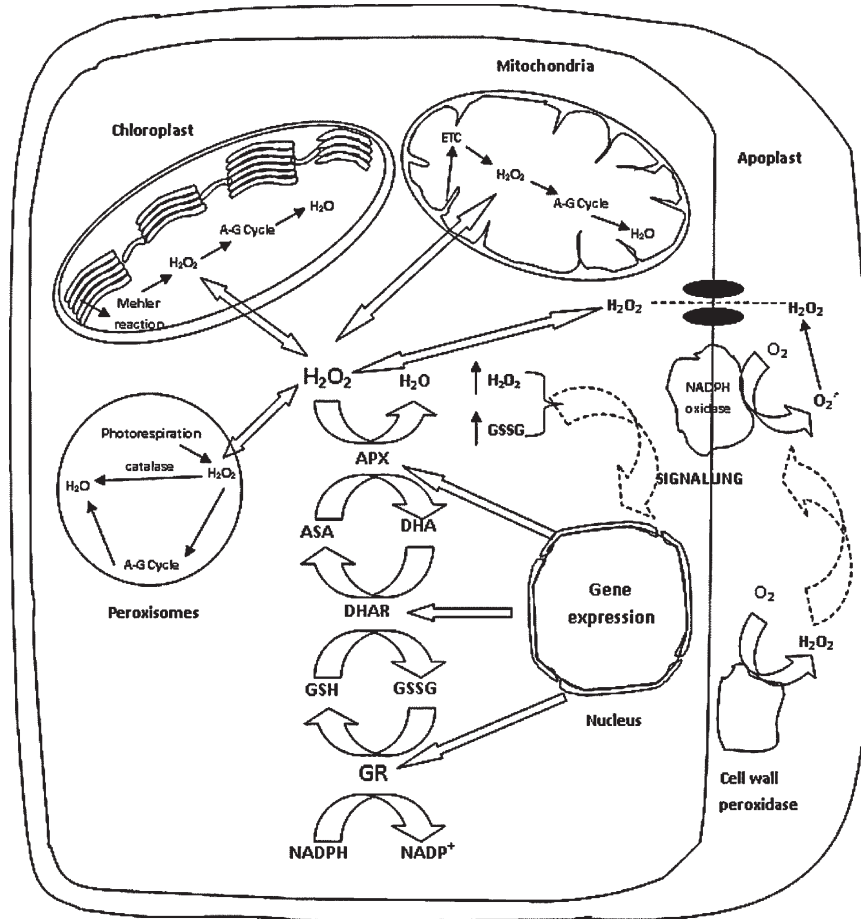 Mitochondria
Chloroplast
Apoplast
ETC
H₂O₂
A-G Cycle
H₂O
H₂O
A-G Cycle
H₂O₂
Mehler
reaction
H₂O₂
H₂O₂
O₂
NADPH
oxidase
O₂⁻
H₂O₂
H₂O
H₂O₂
GSSG
APX
SIGNALUNG
Photorespiration
catalase
H₂O₂
H₂O
A-G Cycle
Peroxisomes
ASA
DHA
DHAR
GSH
GSSG
GR
NADPH
NADP⁺
Gene
expression
Nucleus
O₂
H₂O₂
Cell wall
peroxidase